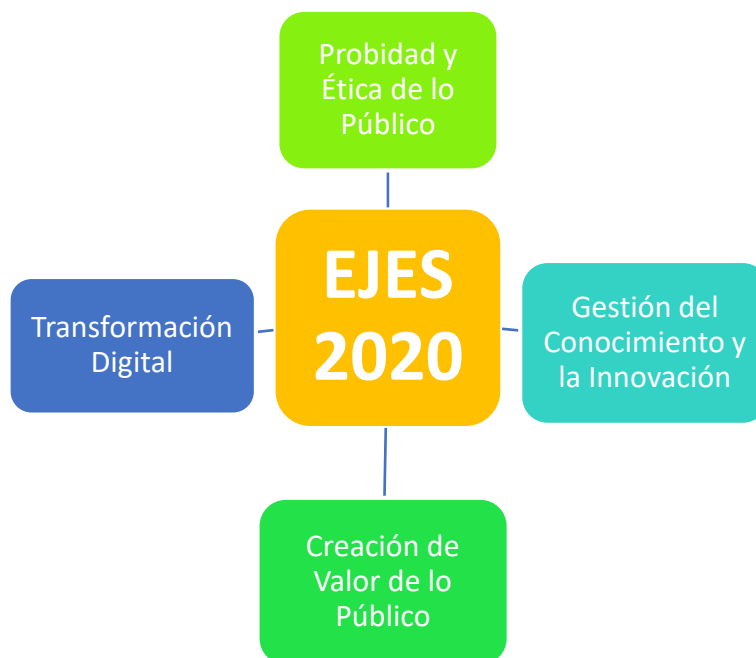 Probidad y
Ética de lo
Público
EJES
2020
Transformación
Digital
Gestión del
Conocimiento y
la Innovación
Creación de
Valor de lo
Público